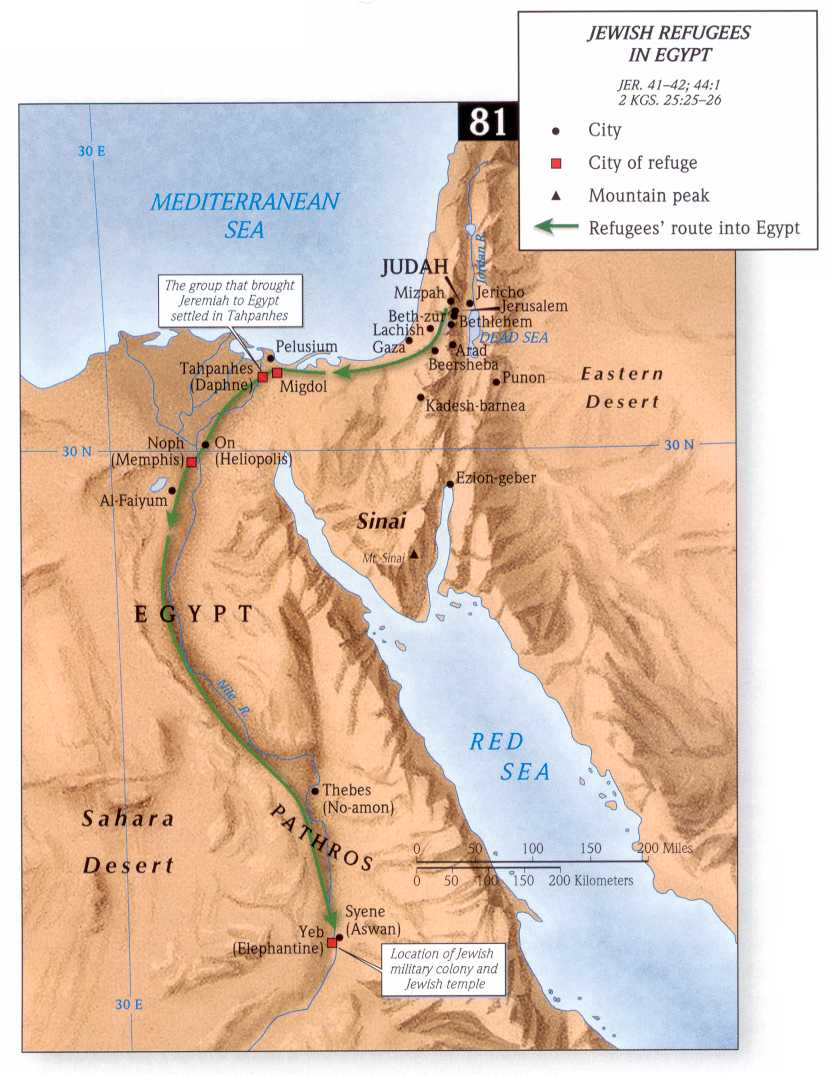 JEWISH REFUGEES
IN EGYPT
JER. 41–42; 44:1
2 KGS. 25:25–26
City
City of refuge
Mountain peak
Refugees' route into Egypt
81
30 E
MEDITERRANEAN
SEA
Jordan R.
JUDAH
The group that brought
Jeremiah to Egypt
settled in Tahpanhes
Mizpah
Jericho
Jerusalem
Beth-zur
Bethlehem
Lachish
DEAD SEA
Gaza
Arad
Pelusium
Beersheba
Tahpanhes
(Daphne)
Migdol
Punon
Eastern
Desert
Kadesh-barnea
Noph
(Memphis)
On
(Heliopolis)
30 N
30 N
Al-Faiyum
Ezion-geber
Sinai
Mt. Sinai
EGYPT
Nile R.
RED
SEA
Thebes
(No-amon)
PATHROS
Sahara
Desert
0 50 100 150 200 Miles
0 50 100 150 200 Kilometers
Syene
(Aswan)
Yeb
(Elephantine)
Location of Jewish
military colony and
Jewish temple
30 E